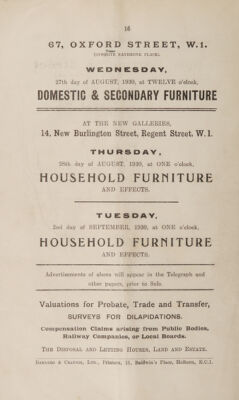 16
67, OXFORD STREET, W.1.
OPPOSITE RATHBONE PLACE.
WEDNESDAY,
27th day of AUGUST, 1930, at TWELVE o'clock,
DOMESTIC & SECONDARY FURNITURE
AT THE NEW GALLERIES,
14, New Burlington Street, Regent Street, W.1.
THURSDAY,
28th day of AUGUST, 1930, at ONE o'clock,
HOUSEHOLD FURNITURE
AND EFFECTS.
TUESDAY,
2nd day of SEPTEMBER, 1930, at ONE o'clock,
HOUSEHOLD FURNITURE
AND EFFECTS.
Advertisements of above will appear in the Telegraph and
other papers, prior to Sale.
Valuations for Probate, Trade and Transfer,
SURVEYS FOR DILAPIDATIONS.
Compensation Claims arising from Public Bodies,
Railway Companies, or Local Boards.
THE DISPOSAL AND LETTING HOUSES, LAND AND ESTATE.
LTD., Printers, 11, Baldwin's Place, Holborn, E.C.1.